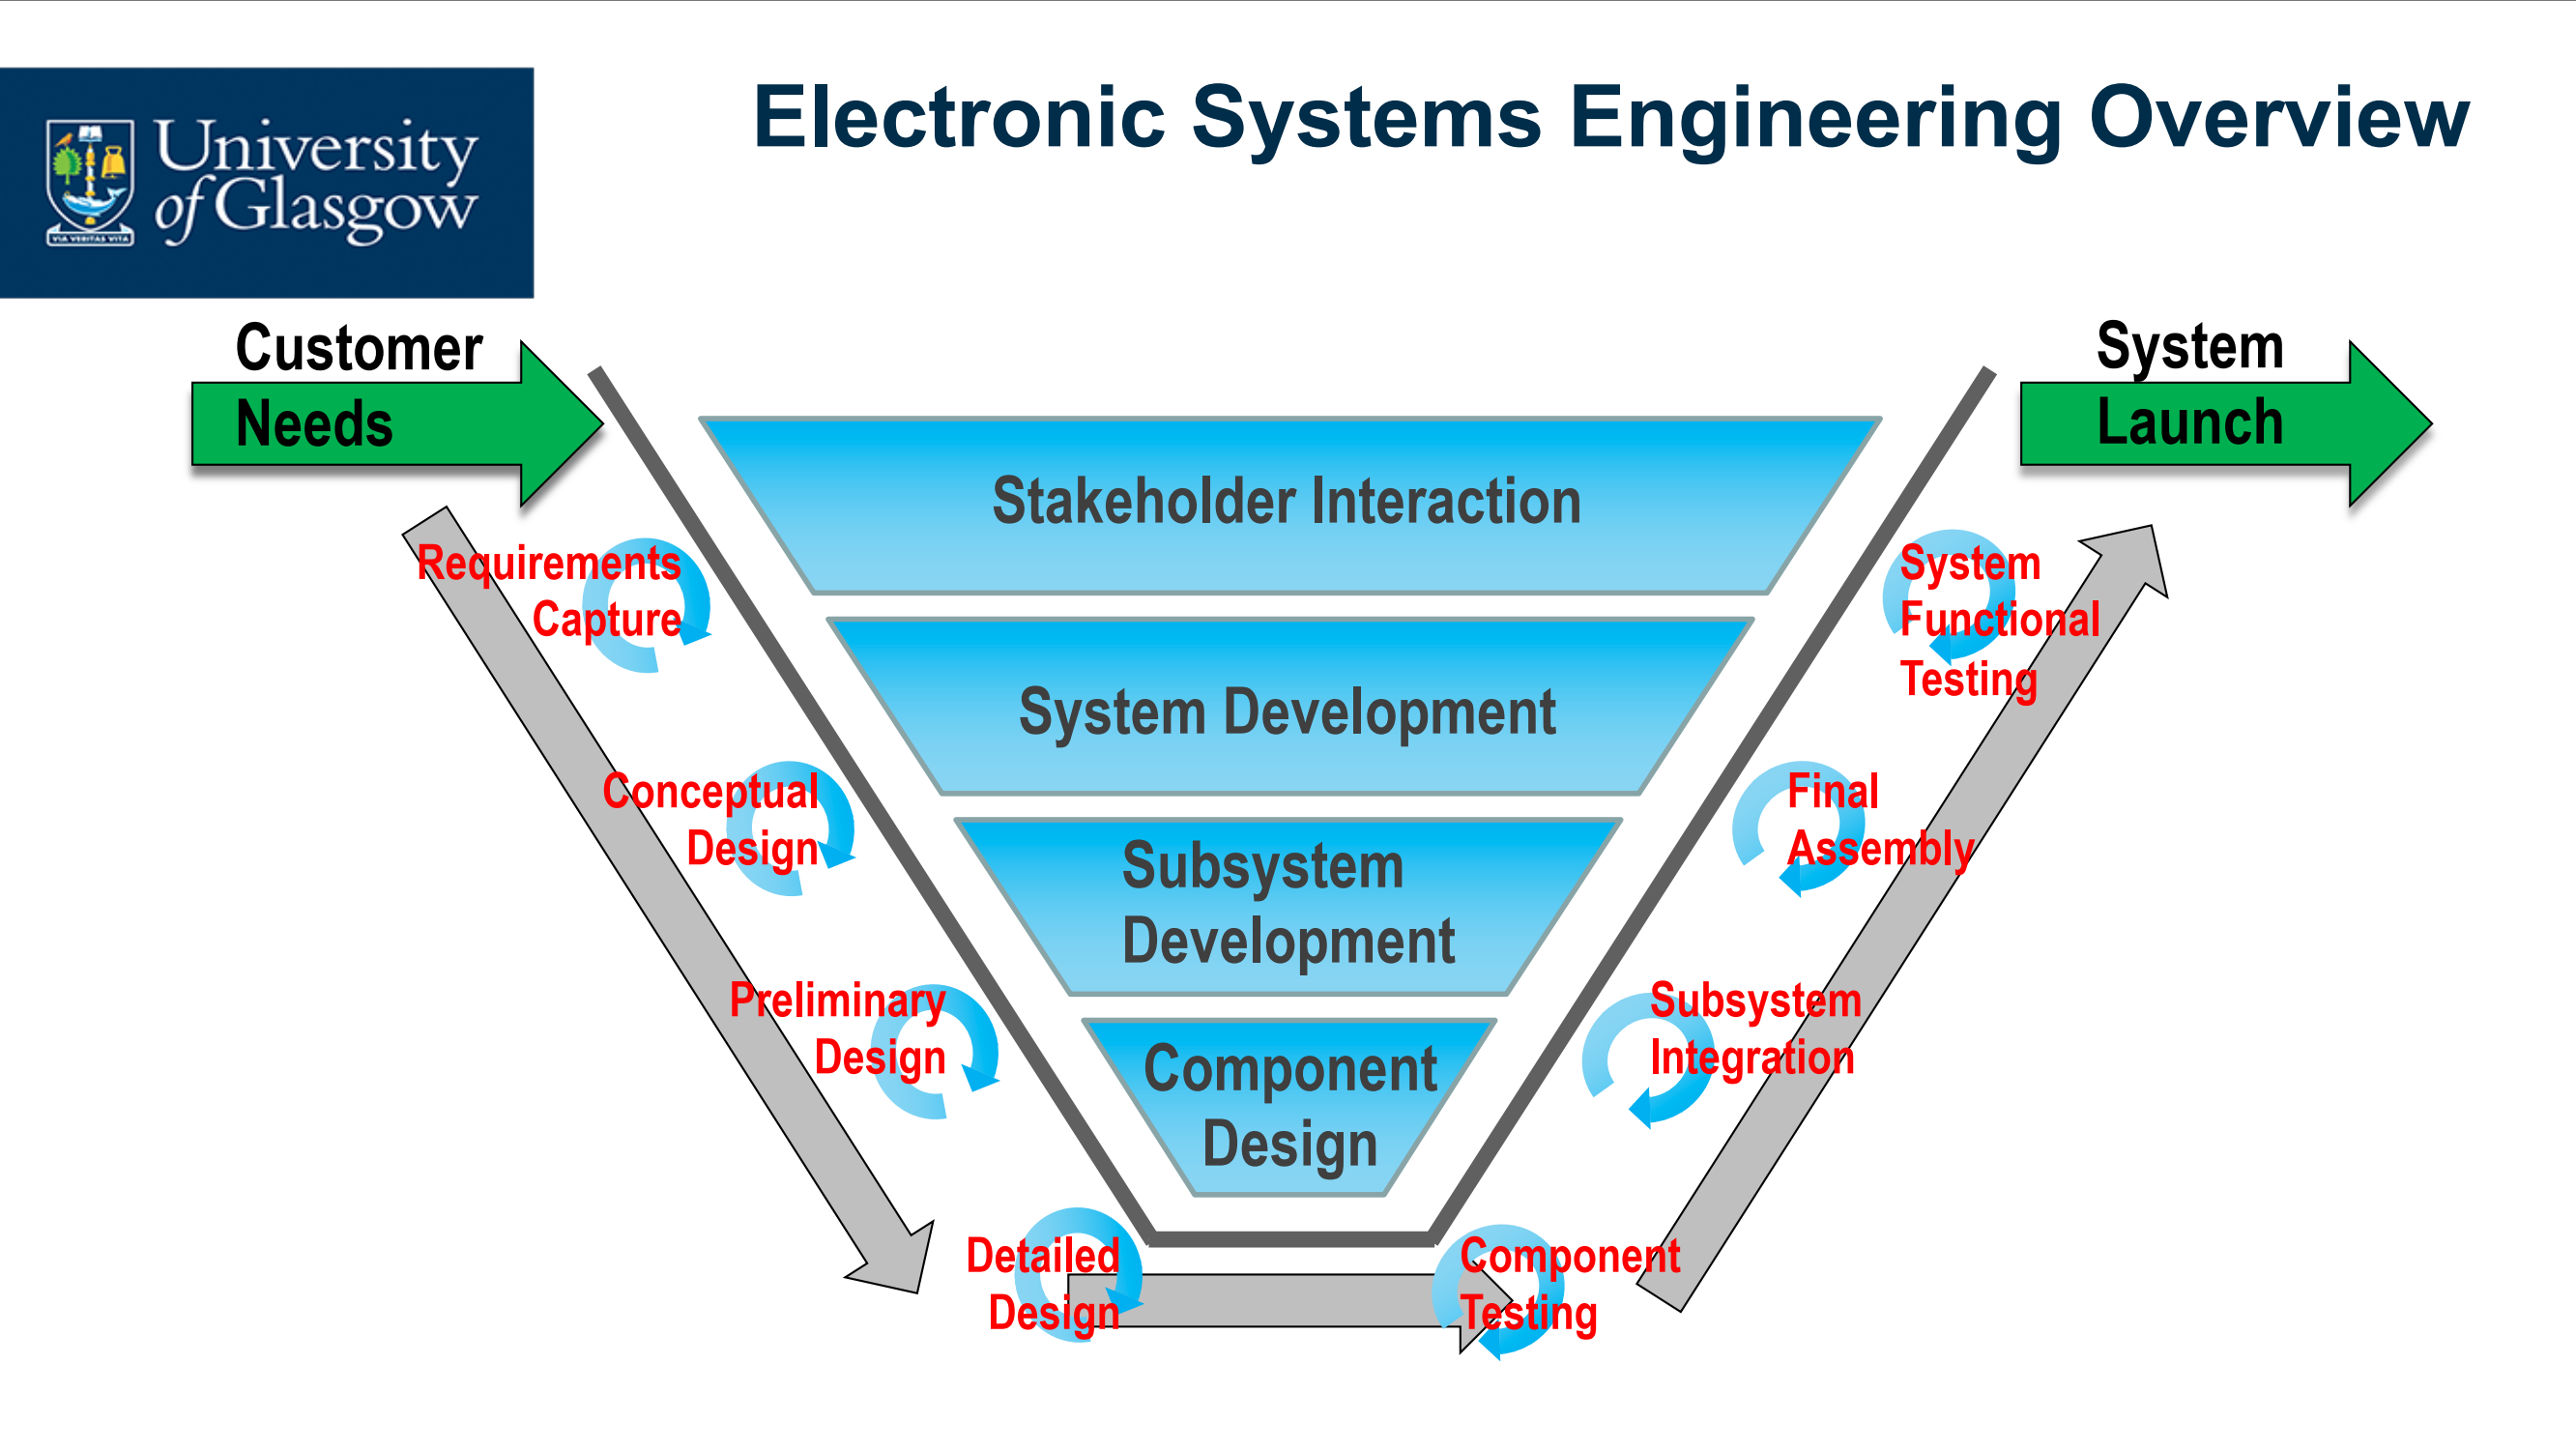 University
of Glasgow
VIA VERITAS VITA
Electronic Systems Engineering Overview
Customer
Needs
System
Launch
Stakeholder Interaction
System Development
Subsystem
Development
Component
Design
Requirements
Capture
Conceptual
Design
Preliminary
Design
Detailed
Design
Component
Testing
Subsystem
Integration
Final
Assembly
System
Functional
Testing